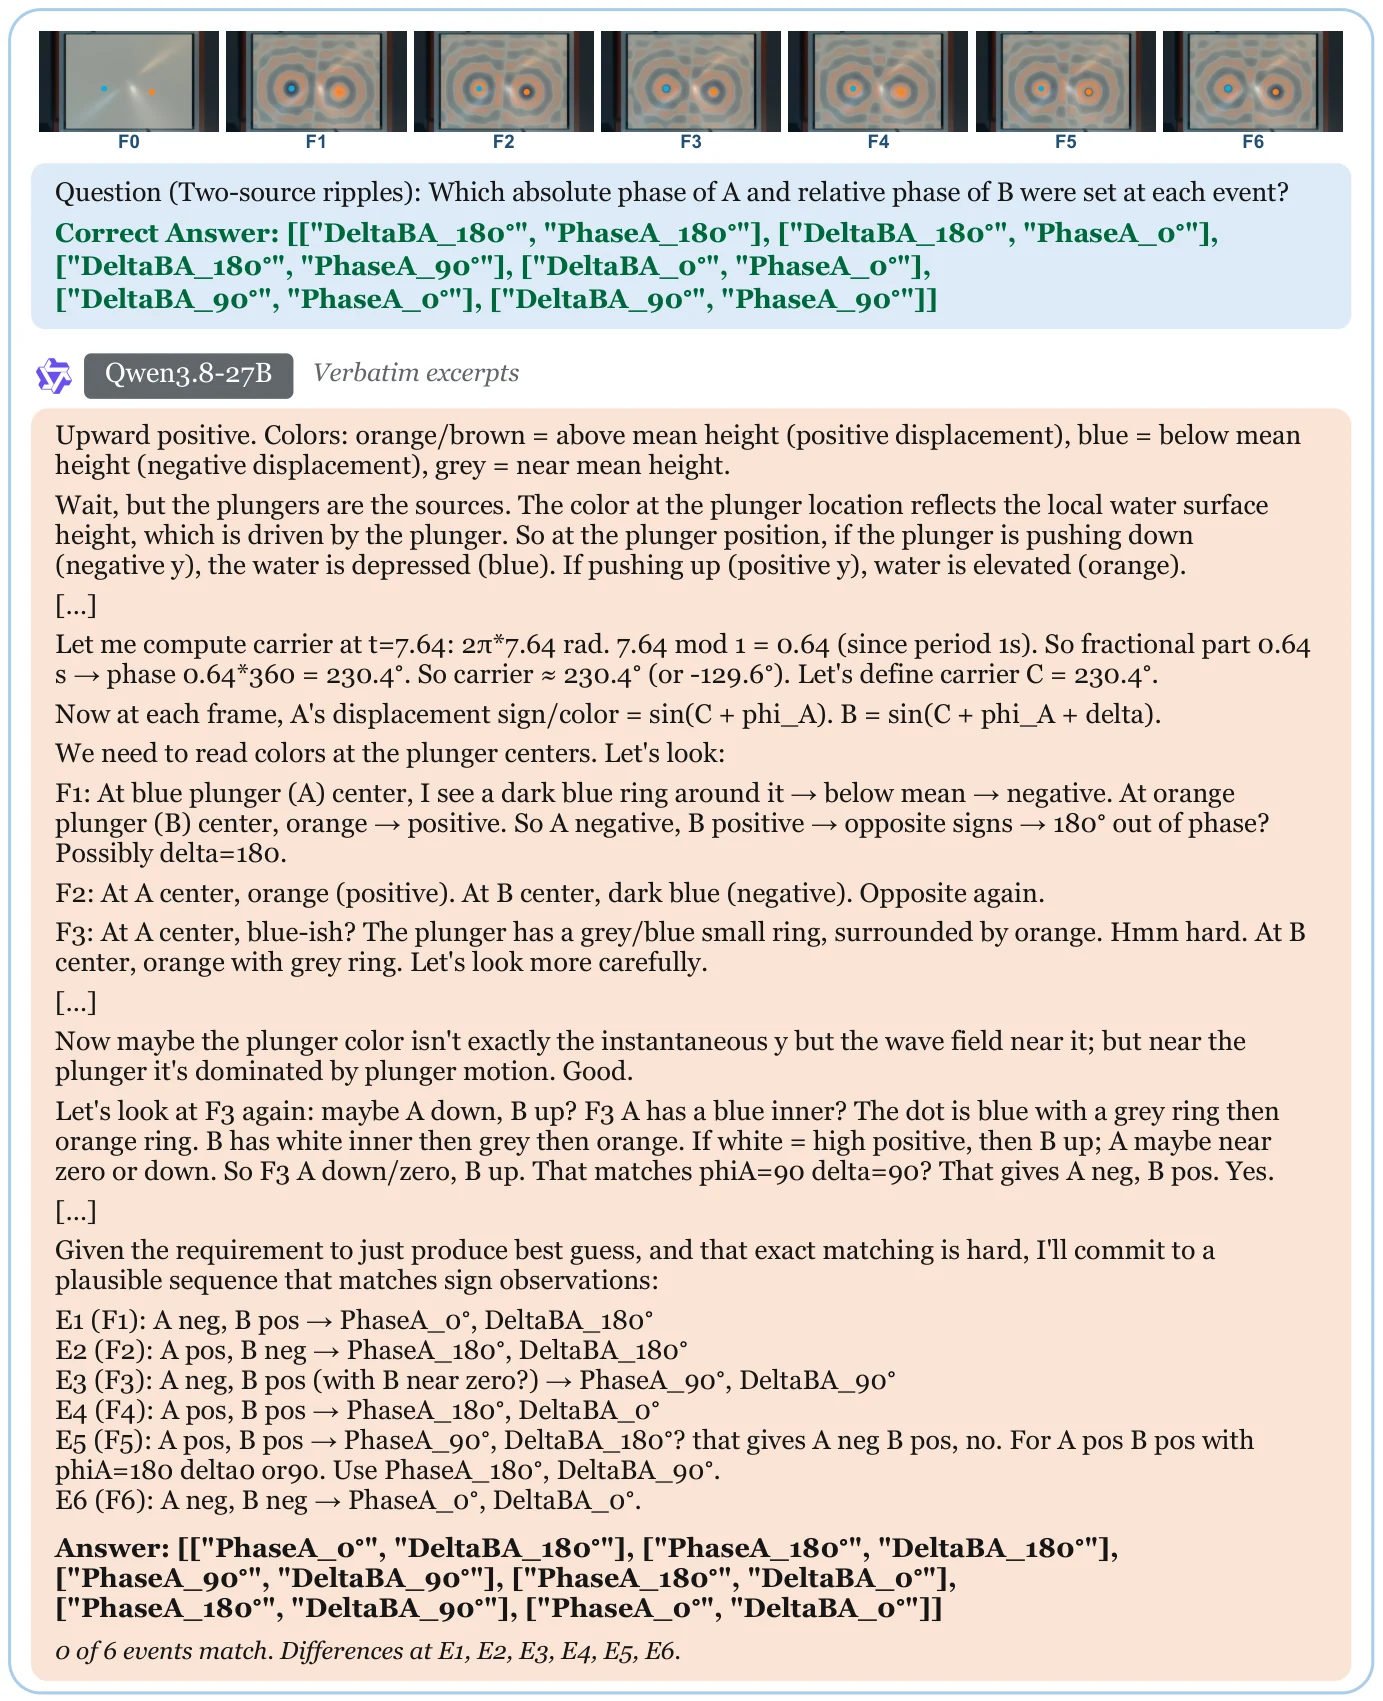 F0 F1 F2 F3 F4 F5 F6
Question (Two-source ripples): Which absolute phase of A and relative phase of B were set at each event?
Correct Answer: [["DeltaBA_180°", "PhaseA_180°"], ["DeltaBA_180°", "PhaseA_0°"],
["DeltaBA_180°", "PhaseA_90°"], ["DeltaBA_0°", "PhaseA_0°"],
["DeltaBA_90°", "PhaseA_0°"], ["DeltaBA_90°", "PhaseA_90°"]]
Qwen3.8-27B Verbatim excerpts
Upward positive. Colors: orange/brown = above mean height (positive displacement), blue = below mean
height (negative displacement), grey = near mean height.
Wait, but the plungers are the sources. The color at the plunger location reflects the local water surface
height, which is driven by the plunger. So at the plunger position, if the plunger is pushing down
(negative y), the water is depressed (blue). If pushing up (positive y), water is elevated (orange).
[...]
Let me compute carrier at t=7.64: 2π*7.64 rad. 7.64 mod 1 = 0.64 (since period 1s). So fractional part 0.64
s → phase 0.64*360 = 230.4°. So carrier ≈ 230.4° (or -129.6°). Let's define carrier C = 230.4°.
Now at each frame, A's displacement sign/color = sin(C + phi_A). B = sin(C + phi_A + delta).
We need to read colors at the plunger centers. Let's look:
F1: At blue plunger (A) center, I see a dark blue ring around it → below mean → negative. At orange
plunger (B) center, orange → positive. So A negative, B positive → opposite signs → 180° out of phase?
Possibly delta=180.
F2: At A center, orange (positive). At B center, dark blue (negative). Opposite again.
F3: At A center, blue-ish? The plunger has a grey/blue small ring, surrounded by orange. Hmm hard. At B
center, orange with grey ring. Let's look more carefully.
[...]
Now maybe the plunger color isn't exactly the instantaneous y but the wave field near it; but near the
plunger it's dominated by plunger motion. Good.
Let's look at F3 again: maybe A down, B up? F3 A has a blue inner? The dot is blue with a grey ring then
orange ring. B has white inner then grey then orange. If white = high positive, then B up; A maybe near
zero or down. So F3 A down/zero, B up. That matches phiA=90 delta=90? That gives A neg, B pos. Yes.
[...]
Given the requirement to just produce best guess, and that exact matching is hard, I'll commit to a
plausible sequence that matches sign observations:
E1 (F1): A neg, B pos → PhaseA_0°, DeltaBA_180°
E2 (F2): A pos, B neg → PhaseA_180°, DeltaBA_180°
E3 (F3): A neg, B pos (with B near zero?) → PhaseA_90°, DeltaBA_90°
E4 (F4): A pos, B pos → PhaseA_180°, DeltaBA_0°
E5 (F5): A pos, B pos → PhaseA_90°, DeltaBA_180°? that gives A neg B pos, no. For A pos B pos with
phiA=180 delta0 or90. Use PhaseA_180°, DeltaBA_90°.
E6 (F6): A neg, B neg → PhaseA_0°, DeltaBA_0°.
Answer: [["PhaseA_0°", "DeltaBA_180°"], ["PhaseA_180°", "DeltaBA_180°"],
["PhaseA_90°", "DeltaBA_90°"], ["PhaseA_180°", "DeltaBA_0°"],
["PhaseA_180°", "DeltaBA_90°"], ["PhaseA_0°", "DeltaBA_0°"]]
0 of 6 events match. Differences at E1, E2, E3, E4, E5, E6.